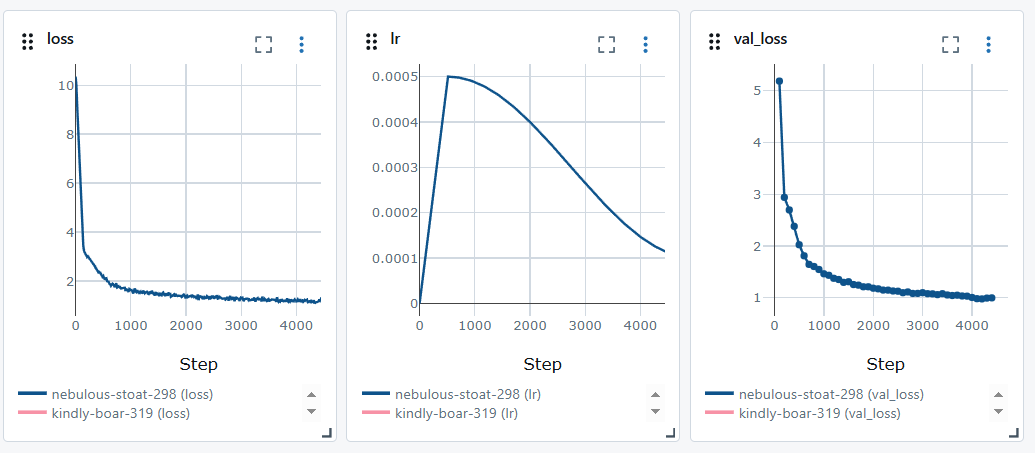 loss
10
8
6
4
2
0
1000
2000
3000
4000
Step
nebulous-stoat-298 (loss)
kindly-boar-319 (loss)
lr
0.0005
0.0004
0.0003
0.0002
0.0001
0
0
1000
2000
3000
4000
Step
nebulous-stoat-298 (lr)
kindly-boar-319 (lr)
val_loss
5
4
3
2
1
0
1000
2000
3000
4000
Step
nebulous-stoat-298 (val_loss)
kindly-boar-319 (val_loss)